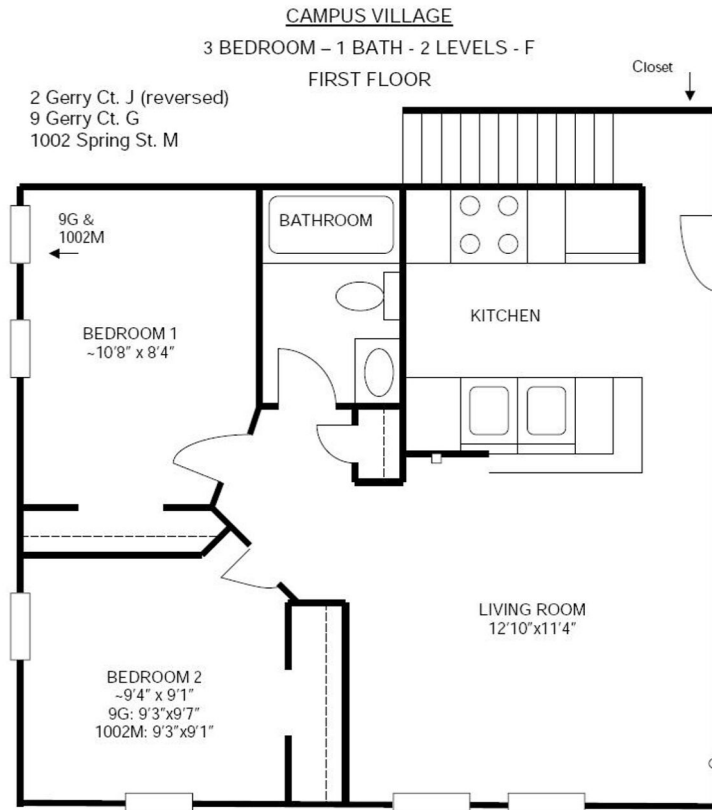 CAMPUS VILLAGE
3 BEDROOM – 1 BATH - 2 LEVELS - F
FIRST FLOOR
Closet
2 Gerry Ct. J (reversed)
9 Gerry Ct. G
1002 Spring St. M
9G &
1002M
BATHROOM
BEDROOM 1
~10'8" x 8'4"
KITCHEN
LIVING ROOM
12'10"x11'4"
BEDROOM 2
~9'4" x 9'1"
9G: 9'3"x9'7"
1002M: 9'3"x9'1"